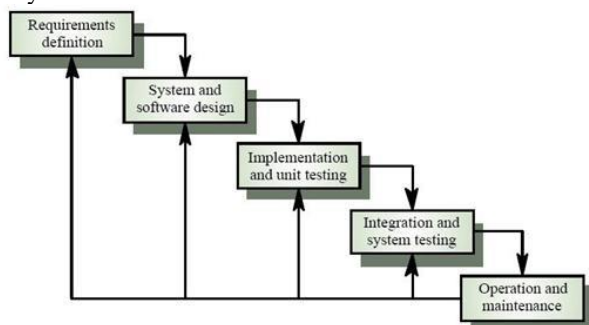 Requirements
definition
System and
software design
Implementation
and unit testing
Integration and
system testing
Operation and
maintenance